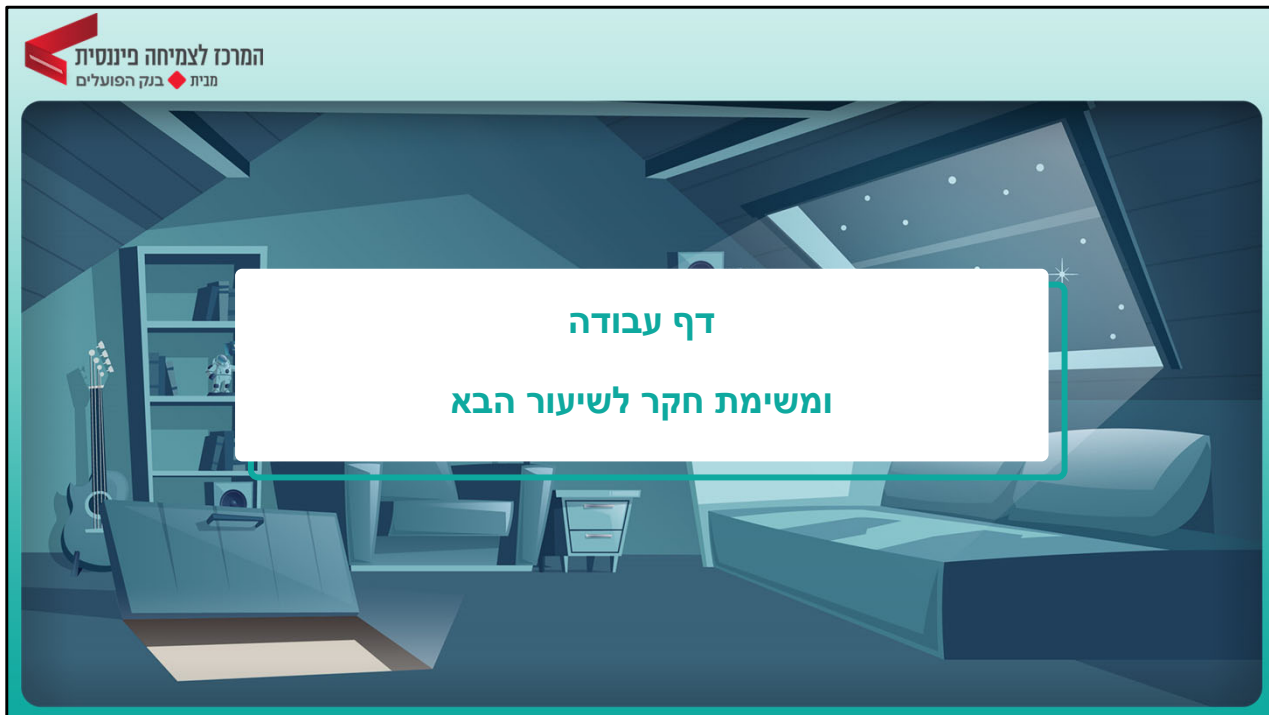 המרכז לצמיחה פיננסית
מבית בנק הפועלים
דף עבודה
ומשימת חקר לשיעור הבא